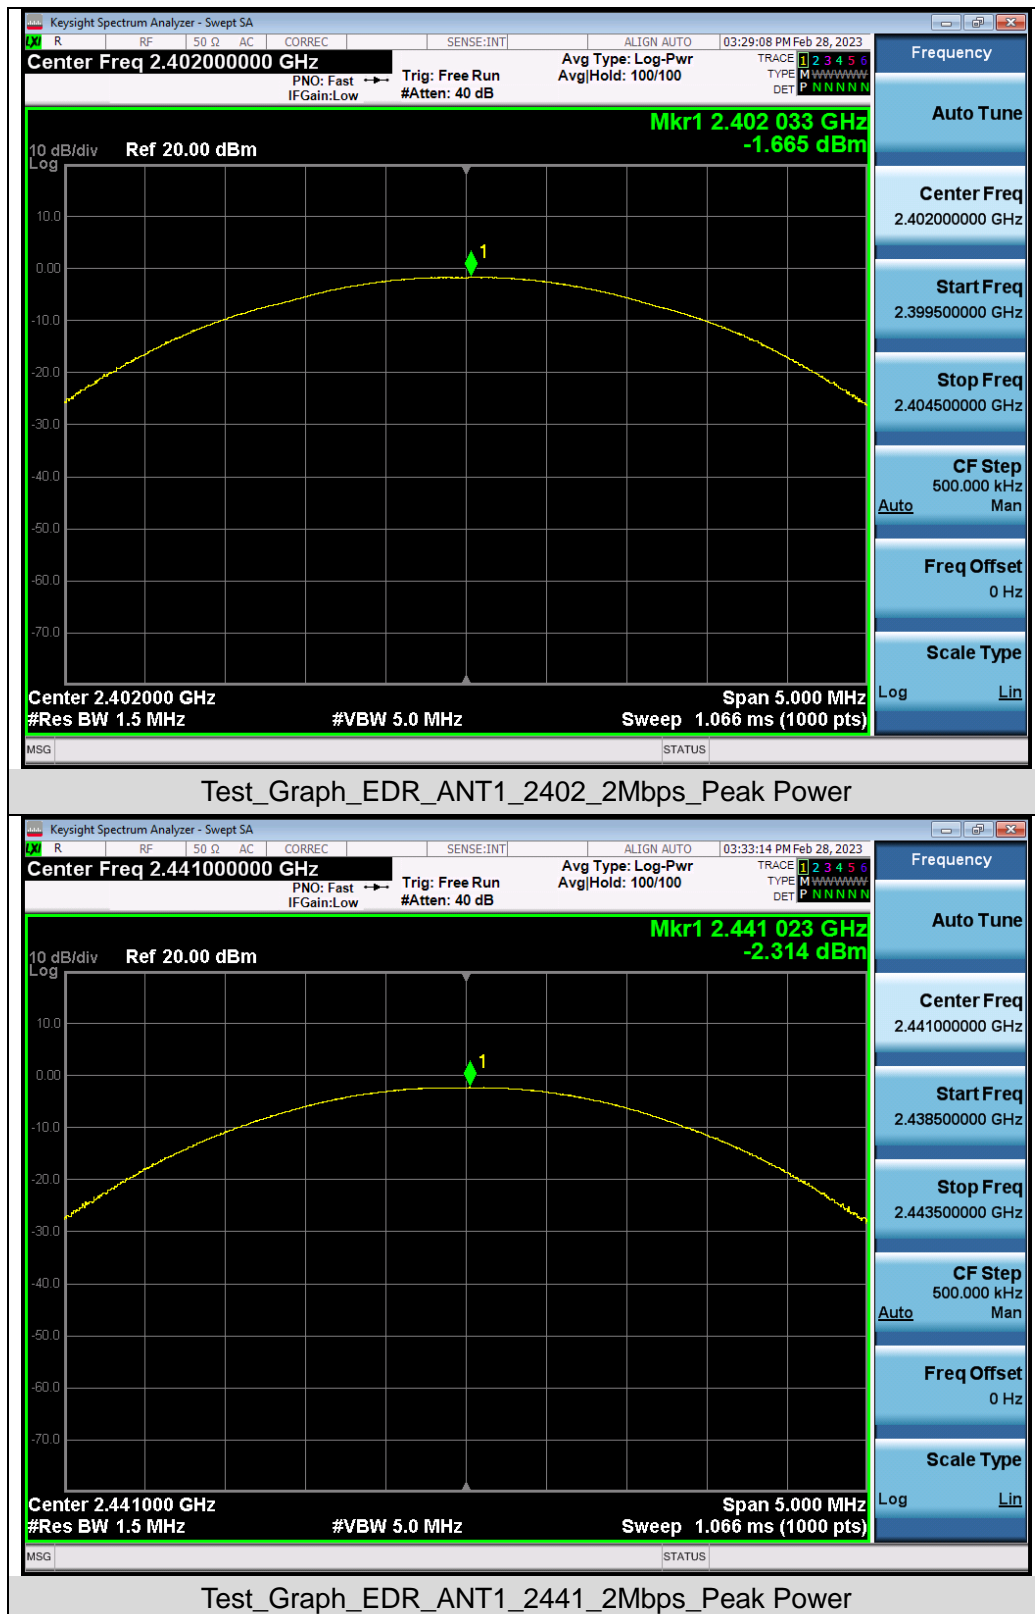 Keysight Spectrum Analyzer - Swept SA
LXI R RF 50 Ω AC CORREC SENSE:INT ALIGN AUTO 03:29:08 PM Feb 28, 2023
Center Freq 2.402000000 GHz
PNO: Fast
IFGain:Low
Trig: Free Run
#Atten: 40 dB
Avg Type: Log-Pwr
Avg|Hold: 100/100
TRACE 1 2 3 4 5 6
TYPE M WWWWW
DET P N N N N N
Mkr1 2.402 033 GHz
-1.665 dBm
10 dB/div Ref 20.00 dBm
Log
10.0
0.00
-10.0
-20.0
-30.0
-40.0
-50.0
-60.0
-70.0
1
Center 2.402000 GHz Span 5.000 MHz
#Res BW 1.5 MHz #VBW 5.0 MHz Sweep 1.066 ms (1000 pts)
MSG STATUS
Frequency
Auto Tune
Center Freq
2.402000000 GHz
Start Freq
2.399500000 GHz
Stop Freq
2.404500000 GHz
CF Step
500.000 kHz
Auto Man
Freq Offset
0 Hz
Scale Type
Log Lin
Test_Graph_EDR_ANT1_2402_2Mbps_Peak Power
Keysight Spectrum Analyzer - Swept SA
LXI R RF 50 Ω AC CORREC SENSE:INT ALIGN AUTO 03:33:14 PM Feb 28, 2023
Center Freq 2.441000000 GHz
PNO: Fast
IFGain:Low
Trig: Free Run
#Atten: 40 dB
Avg Type: Log-Pwr
Avg|Hold: 100/100
TRACE 1 2 3 4 5 6
TYPE M WWWWW
DET P N N N N N
Mkr1 2.441 023 GHz
-2.314 dBm
10 dB/div Ref 20.00 dBm
Log
10.0
0.00
-10.0
-20.0
-30.0
-40.0
-50.0
-60.0
-70.0
1
Center 2.441000 GHz Span 5.000 MHz
#Res BW 1.5 MHz #VBW 5.0 MHz Sweep 1.066 ms (1000 pts)
MSG STATUS
Frequency
Auto Tune
Center Freq
2.441000000 GHz
Start Freq
2.438500000 GHz
Stop Freq
2.443500000 GHz
CF Step
500.000 kHz
Auto Man
Freq Offset
0 Hz
Scale Type
Log Lin
Test_Graph_EDR_ANT1_2441_2Mbps_Peak Power